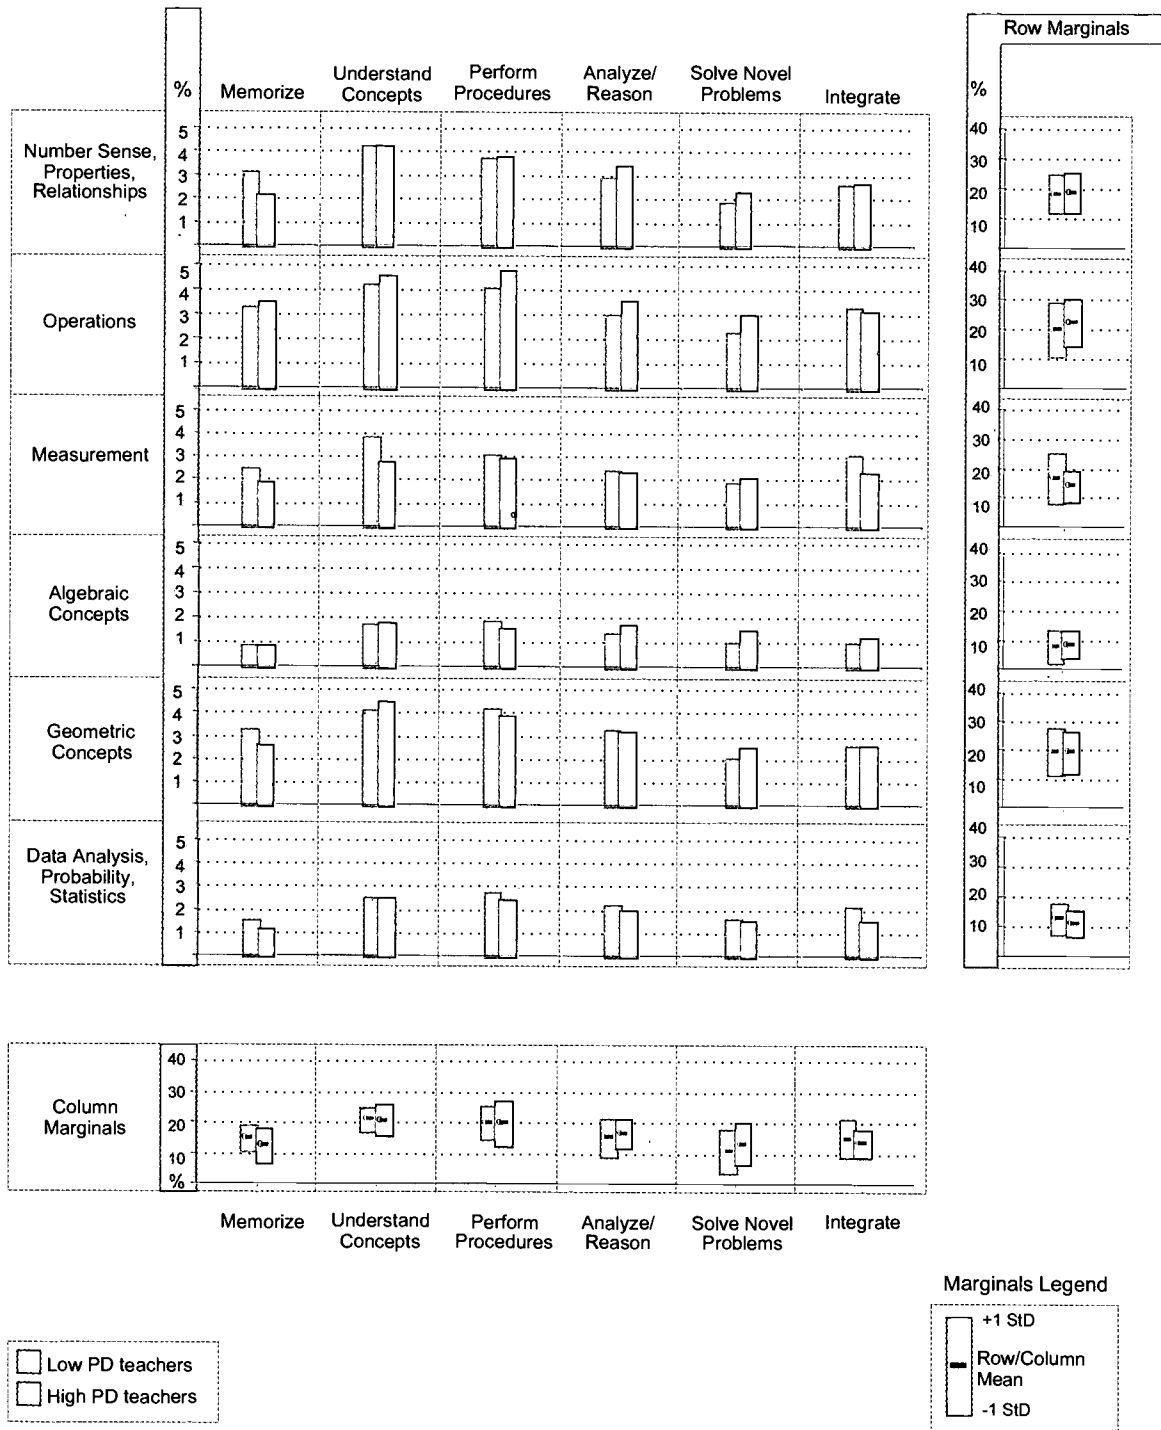 Row Marginals
%
Memorize
Understand
Concepts
Perform
Procedures
Analyze/
Reason
Solve Novel
Problems
Integrate
%
Number Sense,
Properties,
Relationships
5
4
3
2
1
40
30
20
10
Operations
5
4
3
2
1
40
30
20
10
Measurement
5
4
3
2
1
40
30
20
10
Algebraic
Concepts
5
4
3
2
1
40
30
20
10
Geometric
Concepts
5
4
3
2
1
40
30
20
10
Data Analysis,
Probability,
Statistics
5
4
3
2
1
40
30
20
10
Column
Marginals
40
30
20
10
%
Memorize
Understand
Concepts
Perform
Procedures
Analyze/
Reason
Solve Novel
Problems
Integrate
Marginals Legend
+1 StD
Row/Column
Mean
-1 StD
Low PD teachers
High PD teachers